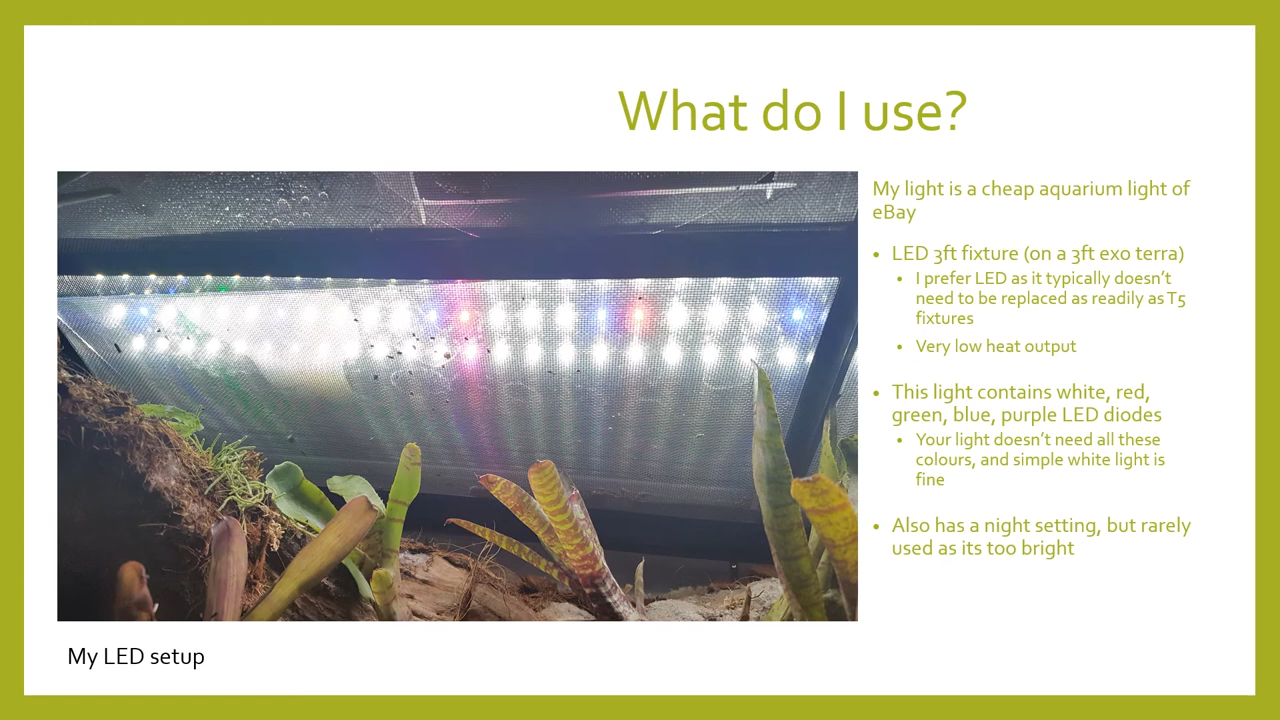 What do I use?
My light is a cheap aquarium light of
eBay
• LED 3ft fixture (on a 3ft exo terra)
• I prefer LED as it typically doesn't
need to be replaced as readily as T5
fixtures
• Very low heat output
• This light contains white, red,
green, blue, purple LED diodes
• Your light doesn't need all these
colours, and simple white light is
fine
• Also has a night setting, but rarely
used as its too bright
My LED setup